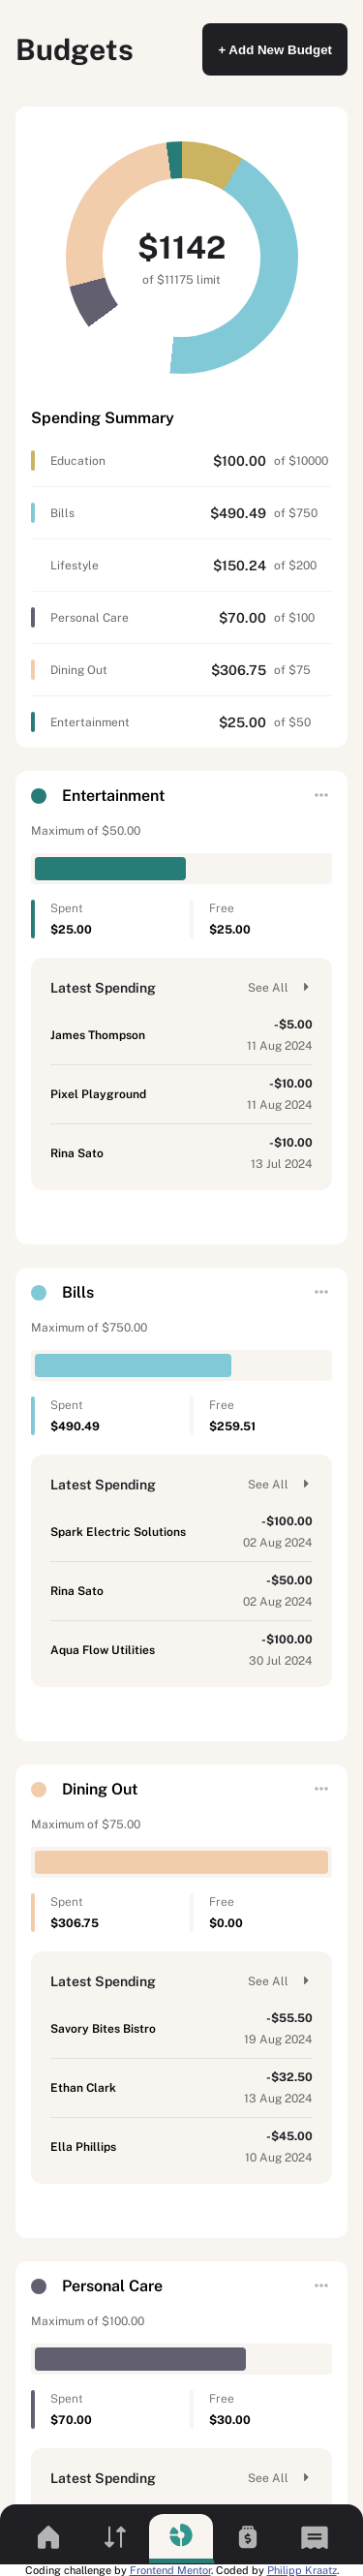 Budgets
+ Add New Budget
$1142
of $11175 limit
Spending Summary
Education $100.00 of $10000
Bills $490.49 of $750
Lifestyle $150.24 of $200
Personal Care $70.00 of $100
Dining Out $306.75 of $75
Entertainment $25.00 of $50
Entertainment
Maximum of $50.00
Spent Free
$25.00 $25.00
Latest Spending See All
-$5.00
James Thompson
11 Aug 2024
-$10.00
Pixel Playground
11 Aug 2024
-$10.00
Rina Sato
13 Jul 2024
Bills
Maximum of $750.00
Spent Free
$490.49 $259.51
Latest Spending See All
-$100.00
Spark Electric Solutions
02 Aug 2024
-$50.00
Rina Sato
02 Aug 2024
-$100.00
Aqua Flow Utilities
30 Jul 2024
Dining Out
Maximum of $75.00
Spent Free
$306.75 $0.00
Latest Spending See All
-$55.50
Savory Bites Bistro
19 Aug 2024
-$32.50
Ethan Clark
13 Aug 2024
-$45.00
Ella Phillips
10 Aug 2024
Personal Care
Maximum of $100.00
Spent Free
$70.00 $30.00
Latest Spending See All
Coding challenge by Frontend Mentor. Coded by Philipp Kraatz.